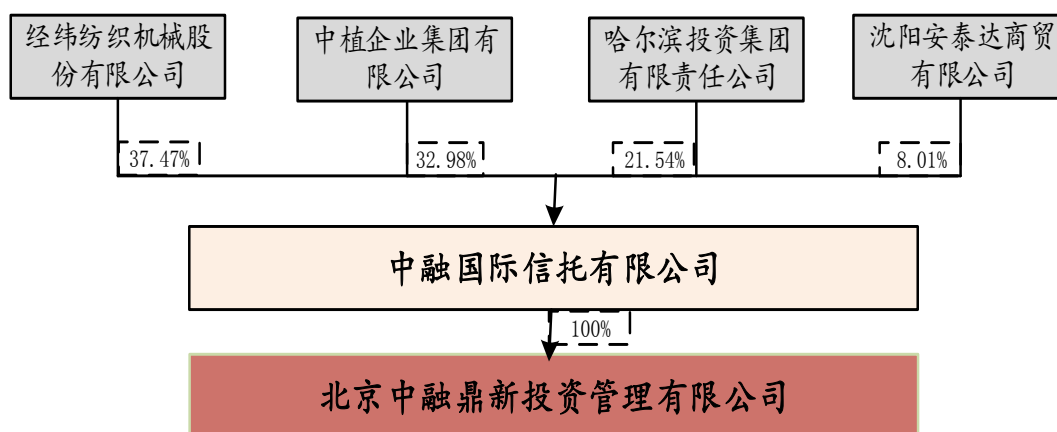 经纬纺织机械股
份有限公司
中植企业集团有
限公司
哈尔滨投资集团
有限责任公司
沈阳安泰达商贸
有限公司
37.47%
32.98%
21.54%
8.01%
中融国际信托有限公司
100%
北京中融鼎新投资管理有限公司